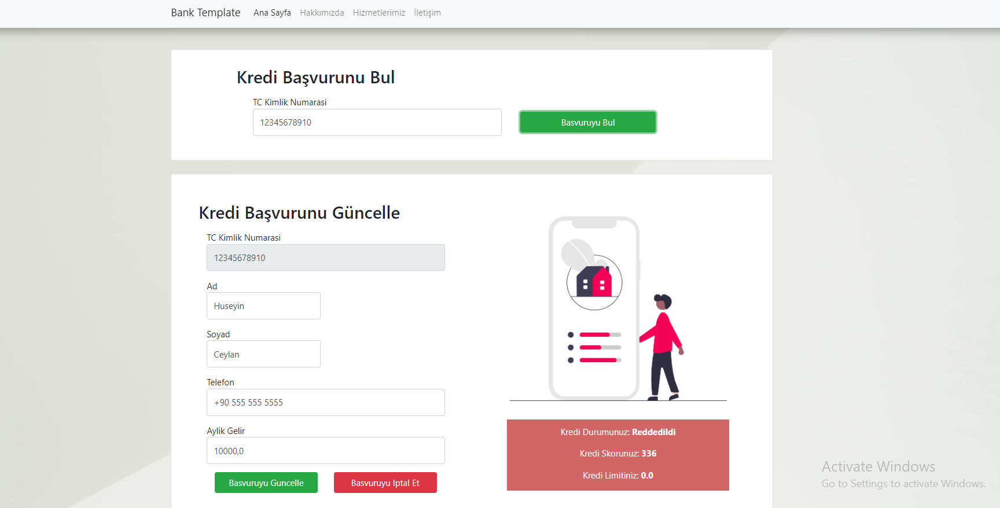 Bank Template Ana Sayfa Hakkımızda Hizmetlerimiz İletişim
Kredi Başvurunu Bul
TC Kimlik Numarasi
12345678910
Basvuruyu Bul
Kredi Başvurunu Güncelle
TC Kimlik Numarasi
12345678910
Ad
Huseyin
Soyad
Ceylan
Telefon
+90 555 555 5555
Aylik Gelir
10000,0
Basvuruyu Guncelle
Basvuruyu Iptal Et
Kredi Durumunuz: Reddedildi
Kredi Skorunuz: 336
Kredi Limitiniz: 0.0
Activate Windows
Go to Settings to activate Windows.